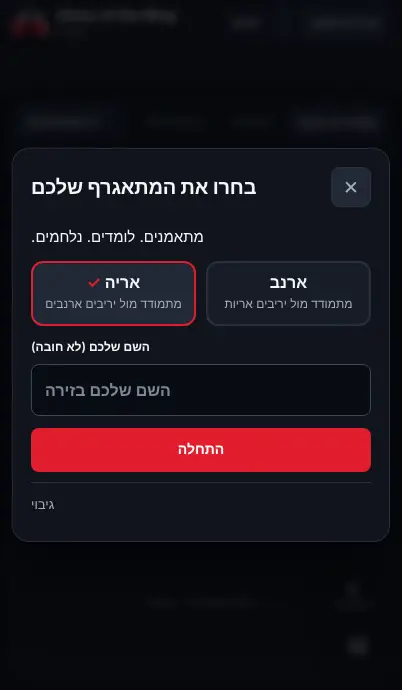 בחרו את המתאגרף שלכם
מתאמנים. לומדים. נלחמים.
אריה ✓
מתמודד מול יריבים ארנבים
ארנב
מתמודד מול יריבים אריות
השם שלכם (לא חובה)
השם שלכם בזירה
התחלה
גיבוי